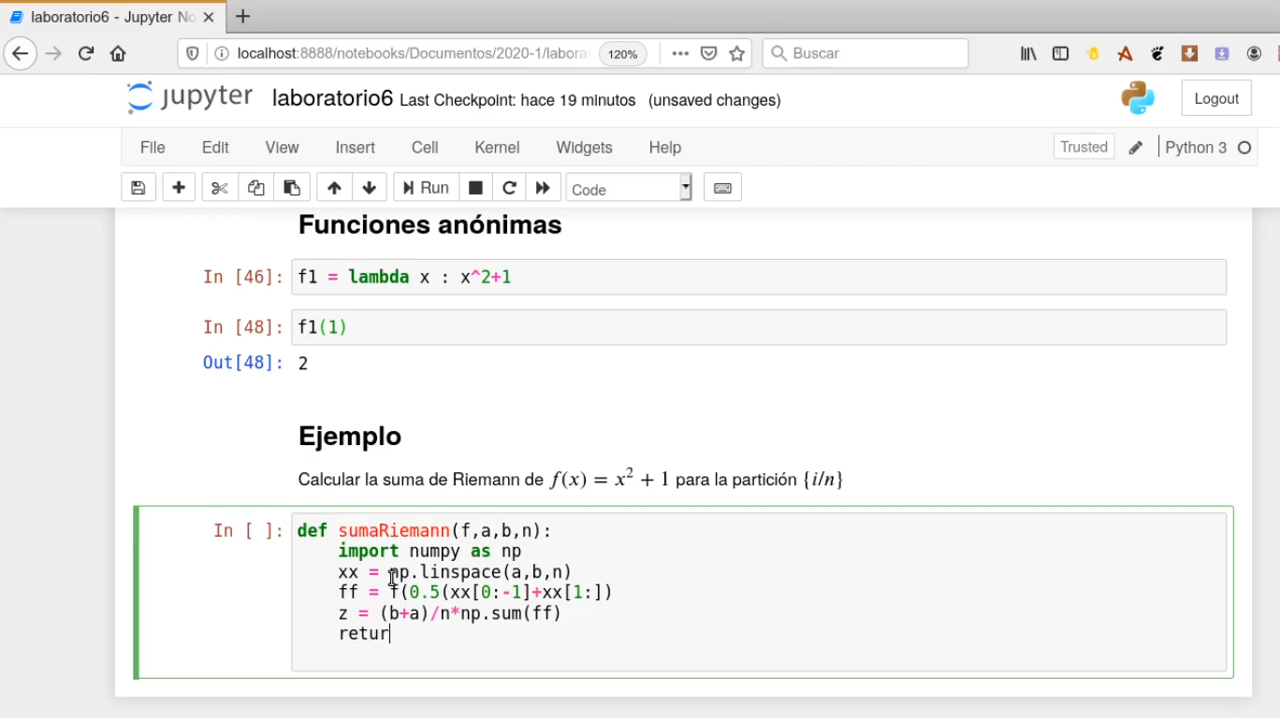 laboratorio6 - Jupyter No
localhost:8888/notebooks/Documentos/2020-1/labora
120%
Buscar
jupyter laboratorio6 Last Checkpoint: hace 19 minutos (unsaved changes)
Logout
File Edit View Insert Cell Kernel Widgets Help
Trusted
Python 3
Run
Code
Funciones anónimas
In [46]: f1 = lambda x : x^2+1
In [48]: f1(1)
Out[48]: 2
Ejemplo
Calcular la suma de Riemann de f(x) = x² + 1 para la partición {i/n}
In [ ]: def sumaRiemann(f,a,b,n):
import numpy as np
xx = np.linspace(a,b,n)
ff = f(0.5(xx[0:-1]+xx[1:])
z = (b+a)/n*np.sum(ff)
retur